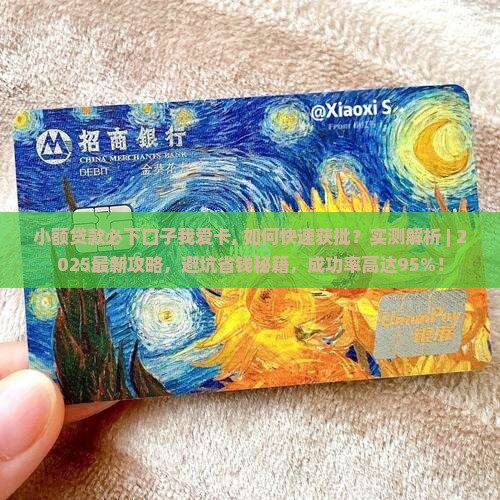 @Xiaoxi S..
招商银行
CHINA MERCHANTS BANK
DEBIT
小额贷款必下口子我爱卡, 如何快速获批？实测解析 | 2
025最新攻略，避坑省钱秘籍，成功率高达95%！
UnionPay
银联